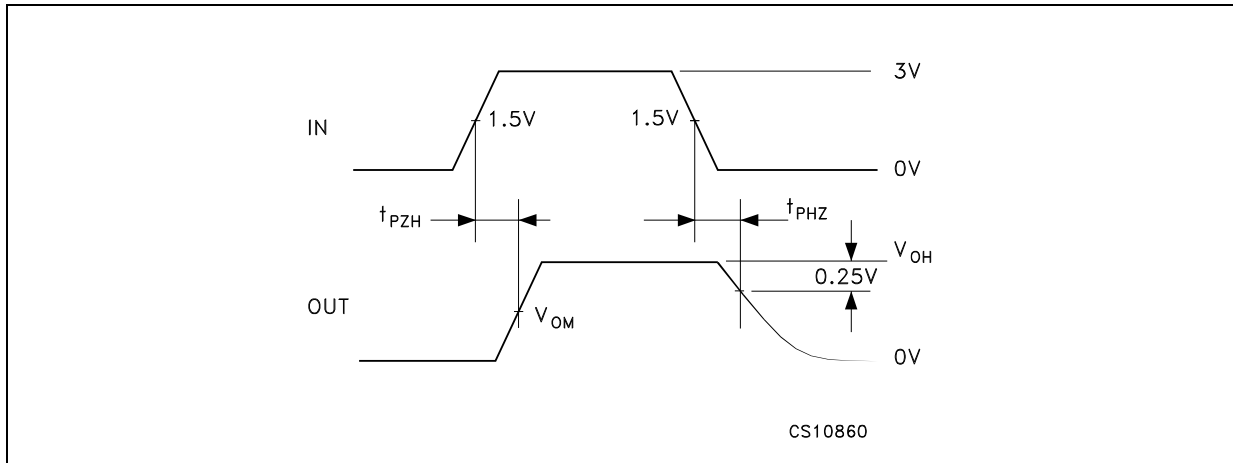 3V
IN
1.5V
1.5V
0V
tPZH
tPHZ
VOH
0.25V
OUT
VOM
0V
CS10860